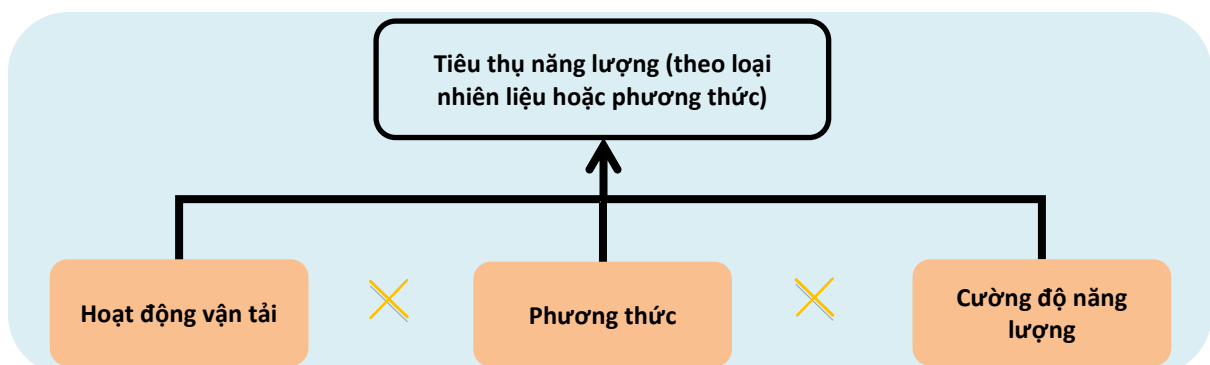 Tiêu thụ năng lượng (theo loại
nhiên liệu hoặc phương thức)
Hoạt động vận tải
Phương thức
Cường độ năng
lượng